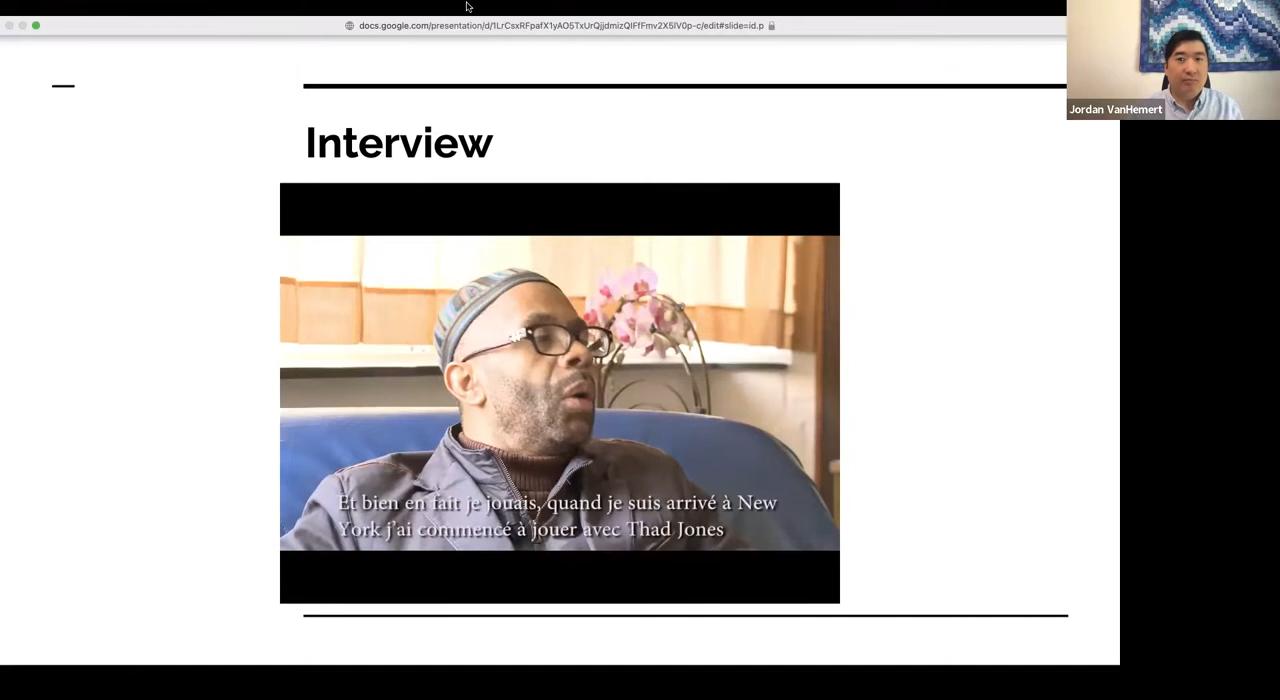 docs.google.com/presentation/d/1LrCsxRFpafX1yAO5TxUrQjjdmizQIFfFmv2X5IV0p-c/edit#slide=id.p
Jordan VanHemert
Interview
Et bien en fait je jouais, quand je suis arrivé à New
York j'ai commencé à jouer avec Thad Jones